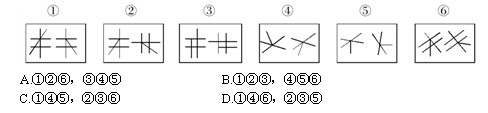 ① ② ③ ④ ⑤ ⑥
A.①②⑥，③④⑤ B.①②③，④⑤⑥
C.①④⑤，②③⑥ D.①④⑥，②③⑤